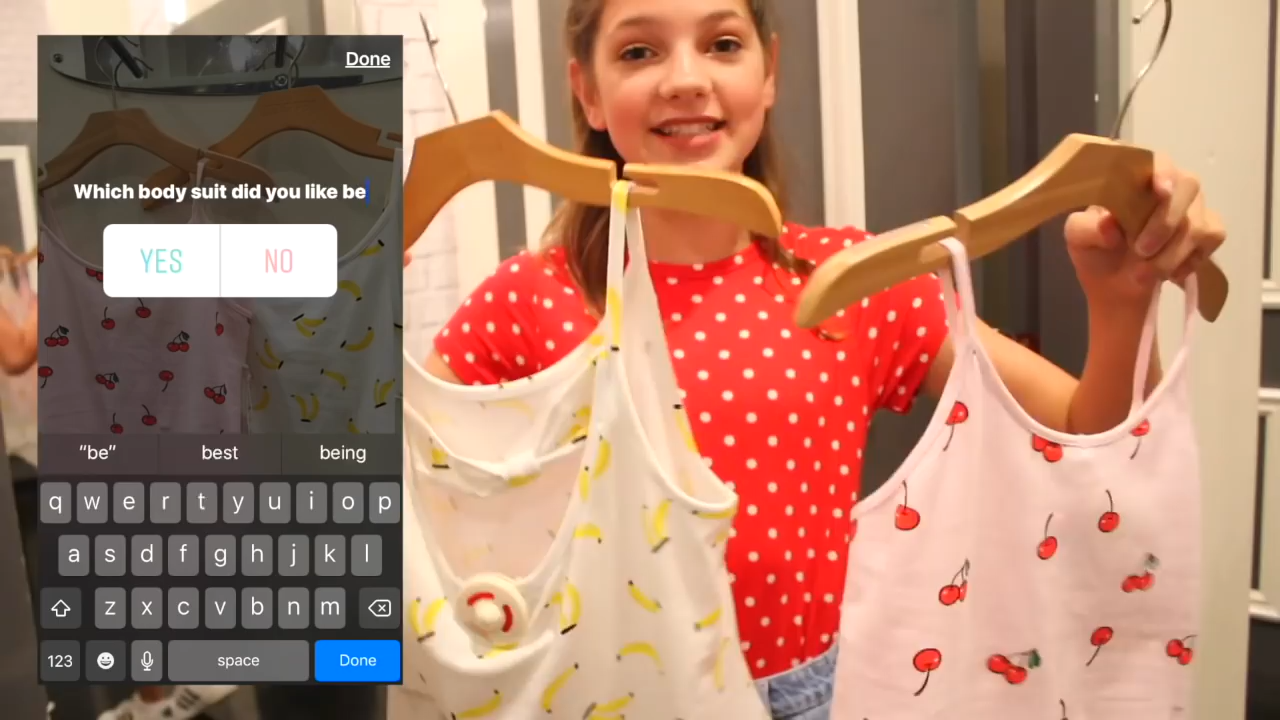 Done
Which body suit did you like be
YES NO
"be" best being
q w e r t y u i o p
a s d f g h j k l
z x c v b n m
123 space Done